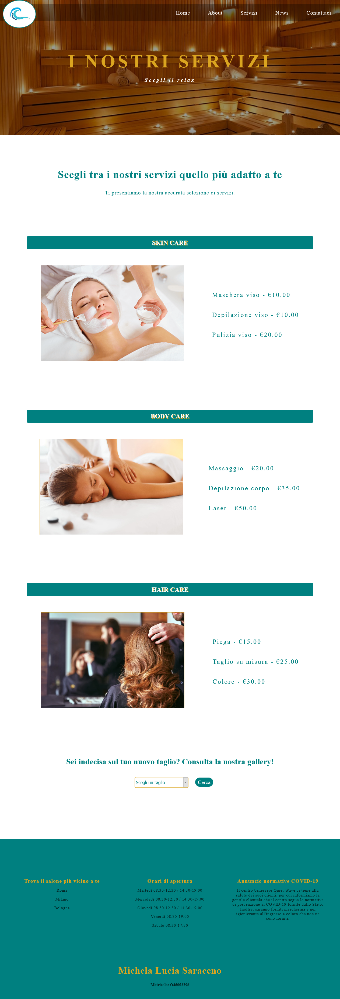 Home About Servizi News Contattaci
I NOSTRI SERVIZI
Scegli il relax
Scegli tra i nostri servizi quello più adatto a te
Ti presentiamo la nostra accurata selezione di servizi.
SKIN CARE
Maschera viso - €10.00
Depilazione viso - €10.00
Pulizia viso - €20.00
BODY CARE
Massaggio - €20.00
Depilazione corpo - €35.00
Laser - €50.00
HAIR CARE
Piega - €15.00
Taglio su misura - €25.00
Colore - €30.00
Sei indecisa sul tuo nuovo taglio? Consulta la nostra gallery!
Scegli un taglio Cerca
Trova il salone più vicino a te
Roma
Milano
Bologna
Orari di apertura
Martedì 08.30-12.30 / 14.30-19.00
Mercoledì 08.30-12.30 / 14.30-19.00
Giovedì 08.30-12.30 / 14.30-19.00
Venerdì 08.30-19.00
Sabato 08.30-17.30
Annuncio normative COVID-19
Il centro benessere Quiet Wave ci tiene alla
salute dei suoi clienti, per cui informiamo la
gentile clientela che il centro segue le normative
di prevenzione al COVID-19 fornite dallo Stato.
Inoltre, saranno forniti mascherina e gel
igienizzante all'ingresso a coloro che non ne
sono forniti.
Michela Lucia Saraceno
Matricola: O46002296